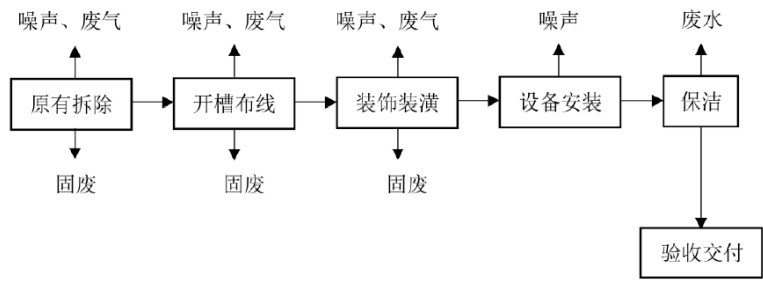 噪声、废气 噪声、废气 噪声、废气 噪声 废水
原有拆除 开槽布线 装饰装潢 设备安装 保洁
固废 固废 固废
验收交付